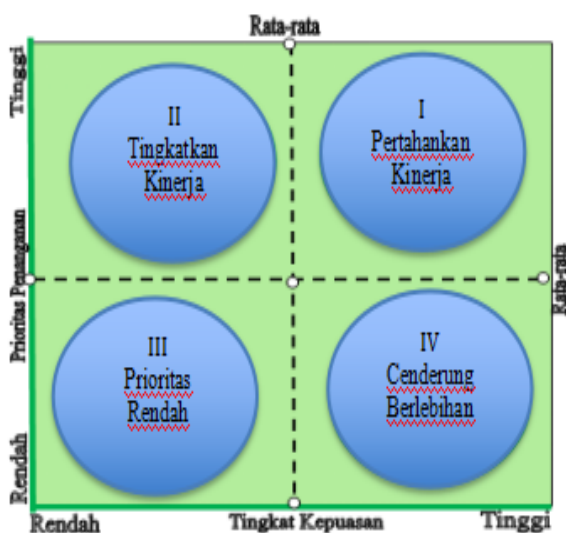 Rata-rata
Tinggi
II
Tingkatkan
Kinerja
I
Pertahankan
Kinerja
Prioritas Penanganan
Rata-rata
III
Prioritas
Rendah
IV
Cenderung
Berlebihan
Rendah
Rendah
Tingkat Kepuasan
Tinggi